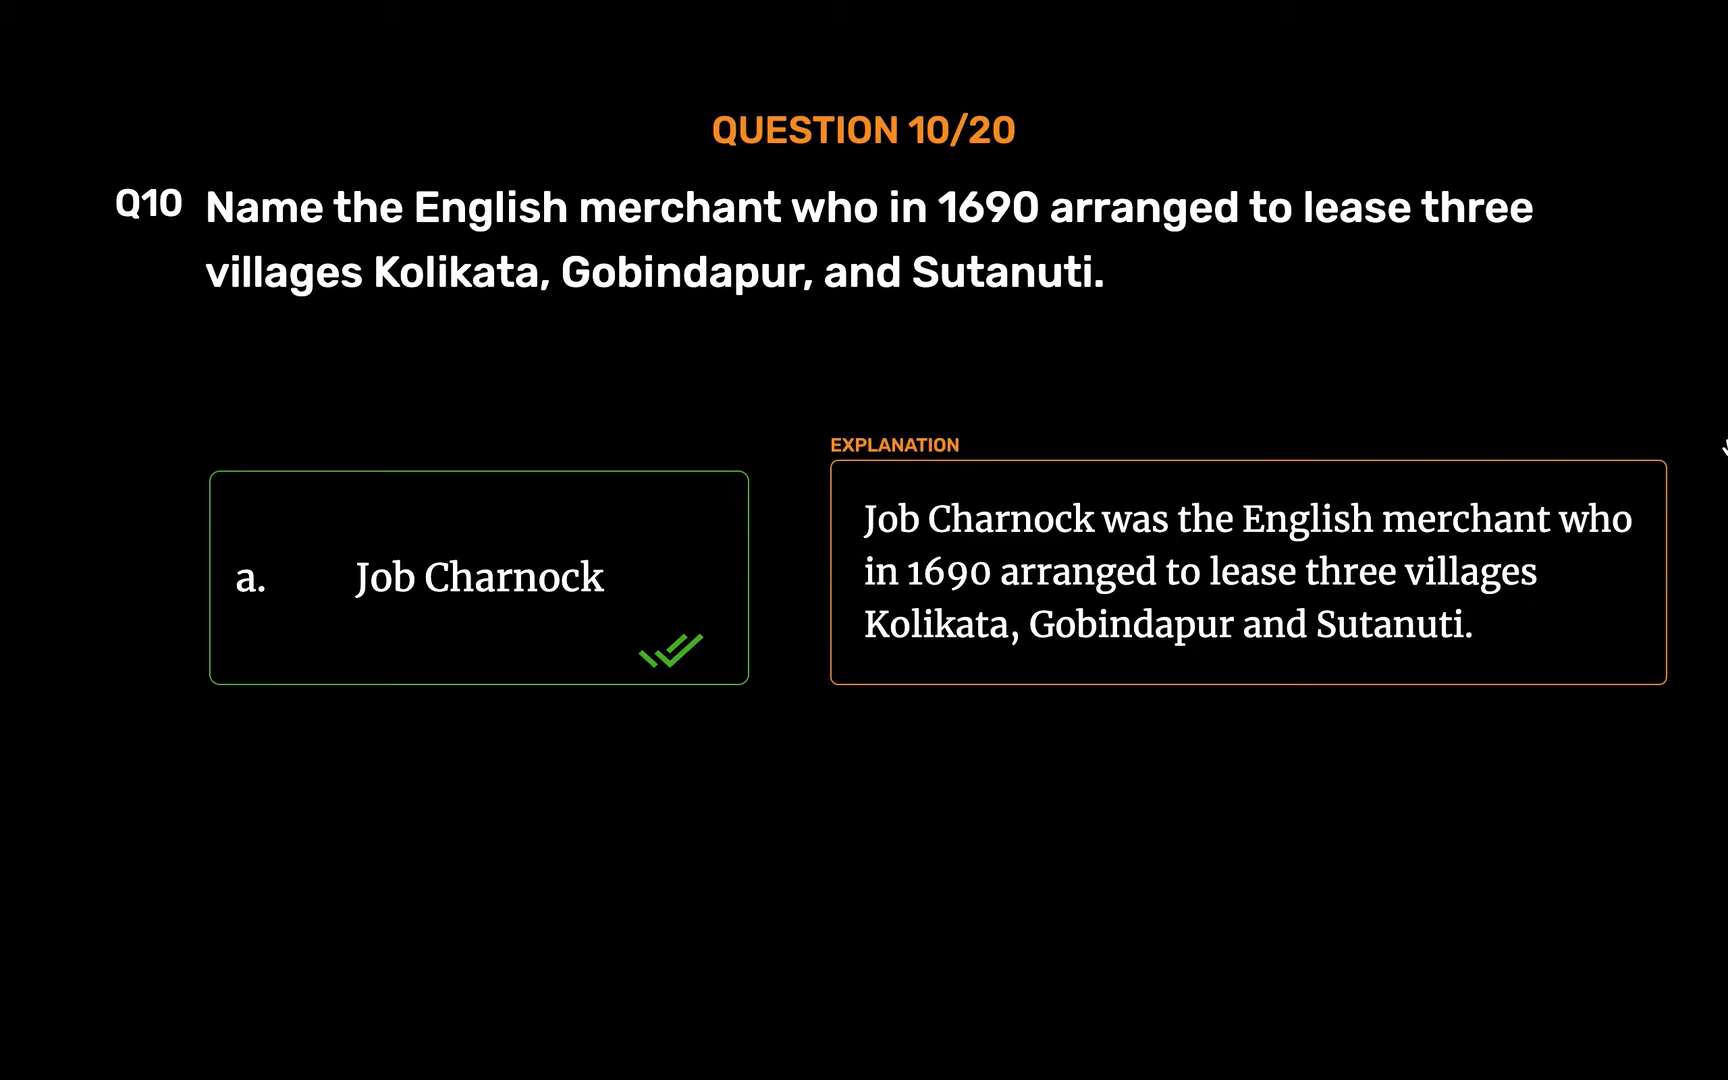 QUESTION 10/20
Q10 Name the English merchant who in 1690 arranged to lease three
villages Kolikata, Gobindapur, and Sutanuti.
a. Job Charnock
EXPLANATION
Job Charnock was the English merchant who
in 1690 arranged to lease three villages
Kolikata, Gobindapur and Sutanuti.